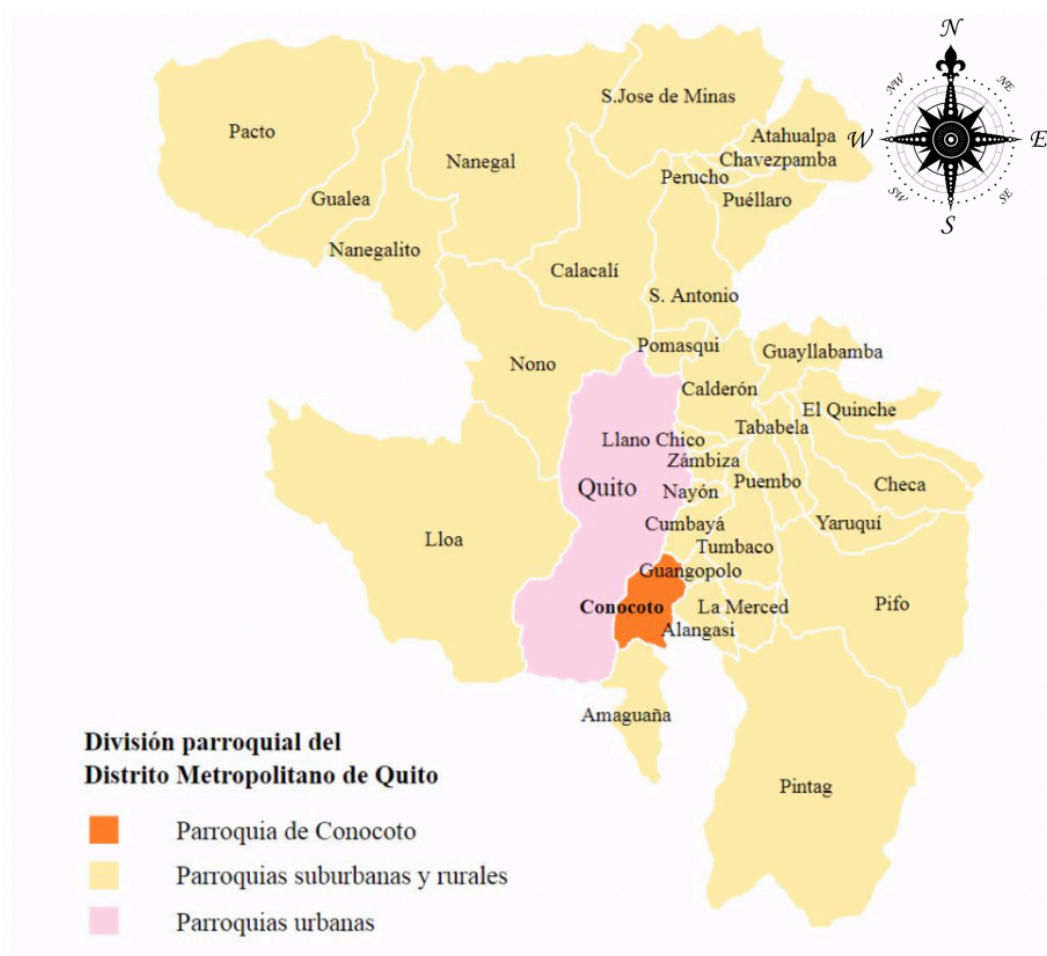 N
NW
NE
W
E
SW
SE
S
S.Jose de Minas
Pacto
Atahualpa
Nanegal
Chavezpamba
Perucho
Gualea
Puéllaro
Nanegalito
Calacalí
S. Antonio
Pomasqui
Guayllabamba
Nono
Calderón
El Quinche
Tababela
Llano Chico
Zámbiza
Puembo
Checa
Quito
Nayón
Cumbayá
Yaruquí
Lloa
Tumbaco
Guangopolo
Conocoto
La Merced
Pifo
Alangasi
Amaguaña
Pintag
División parroquial del
Distrito Metropolitano de Quito
Parroquia de Conocoto
Parroquias suburbanas y rurales
Parroquias urbanas